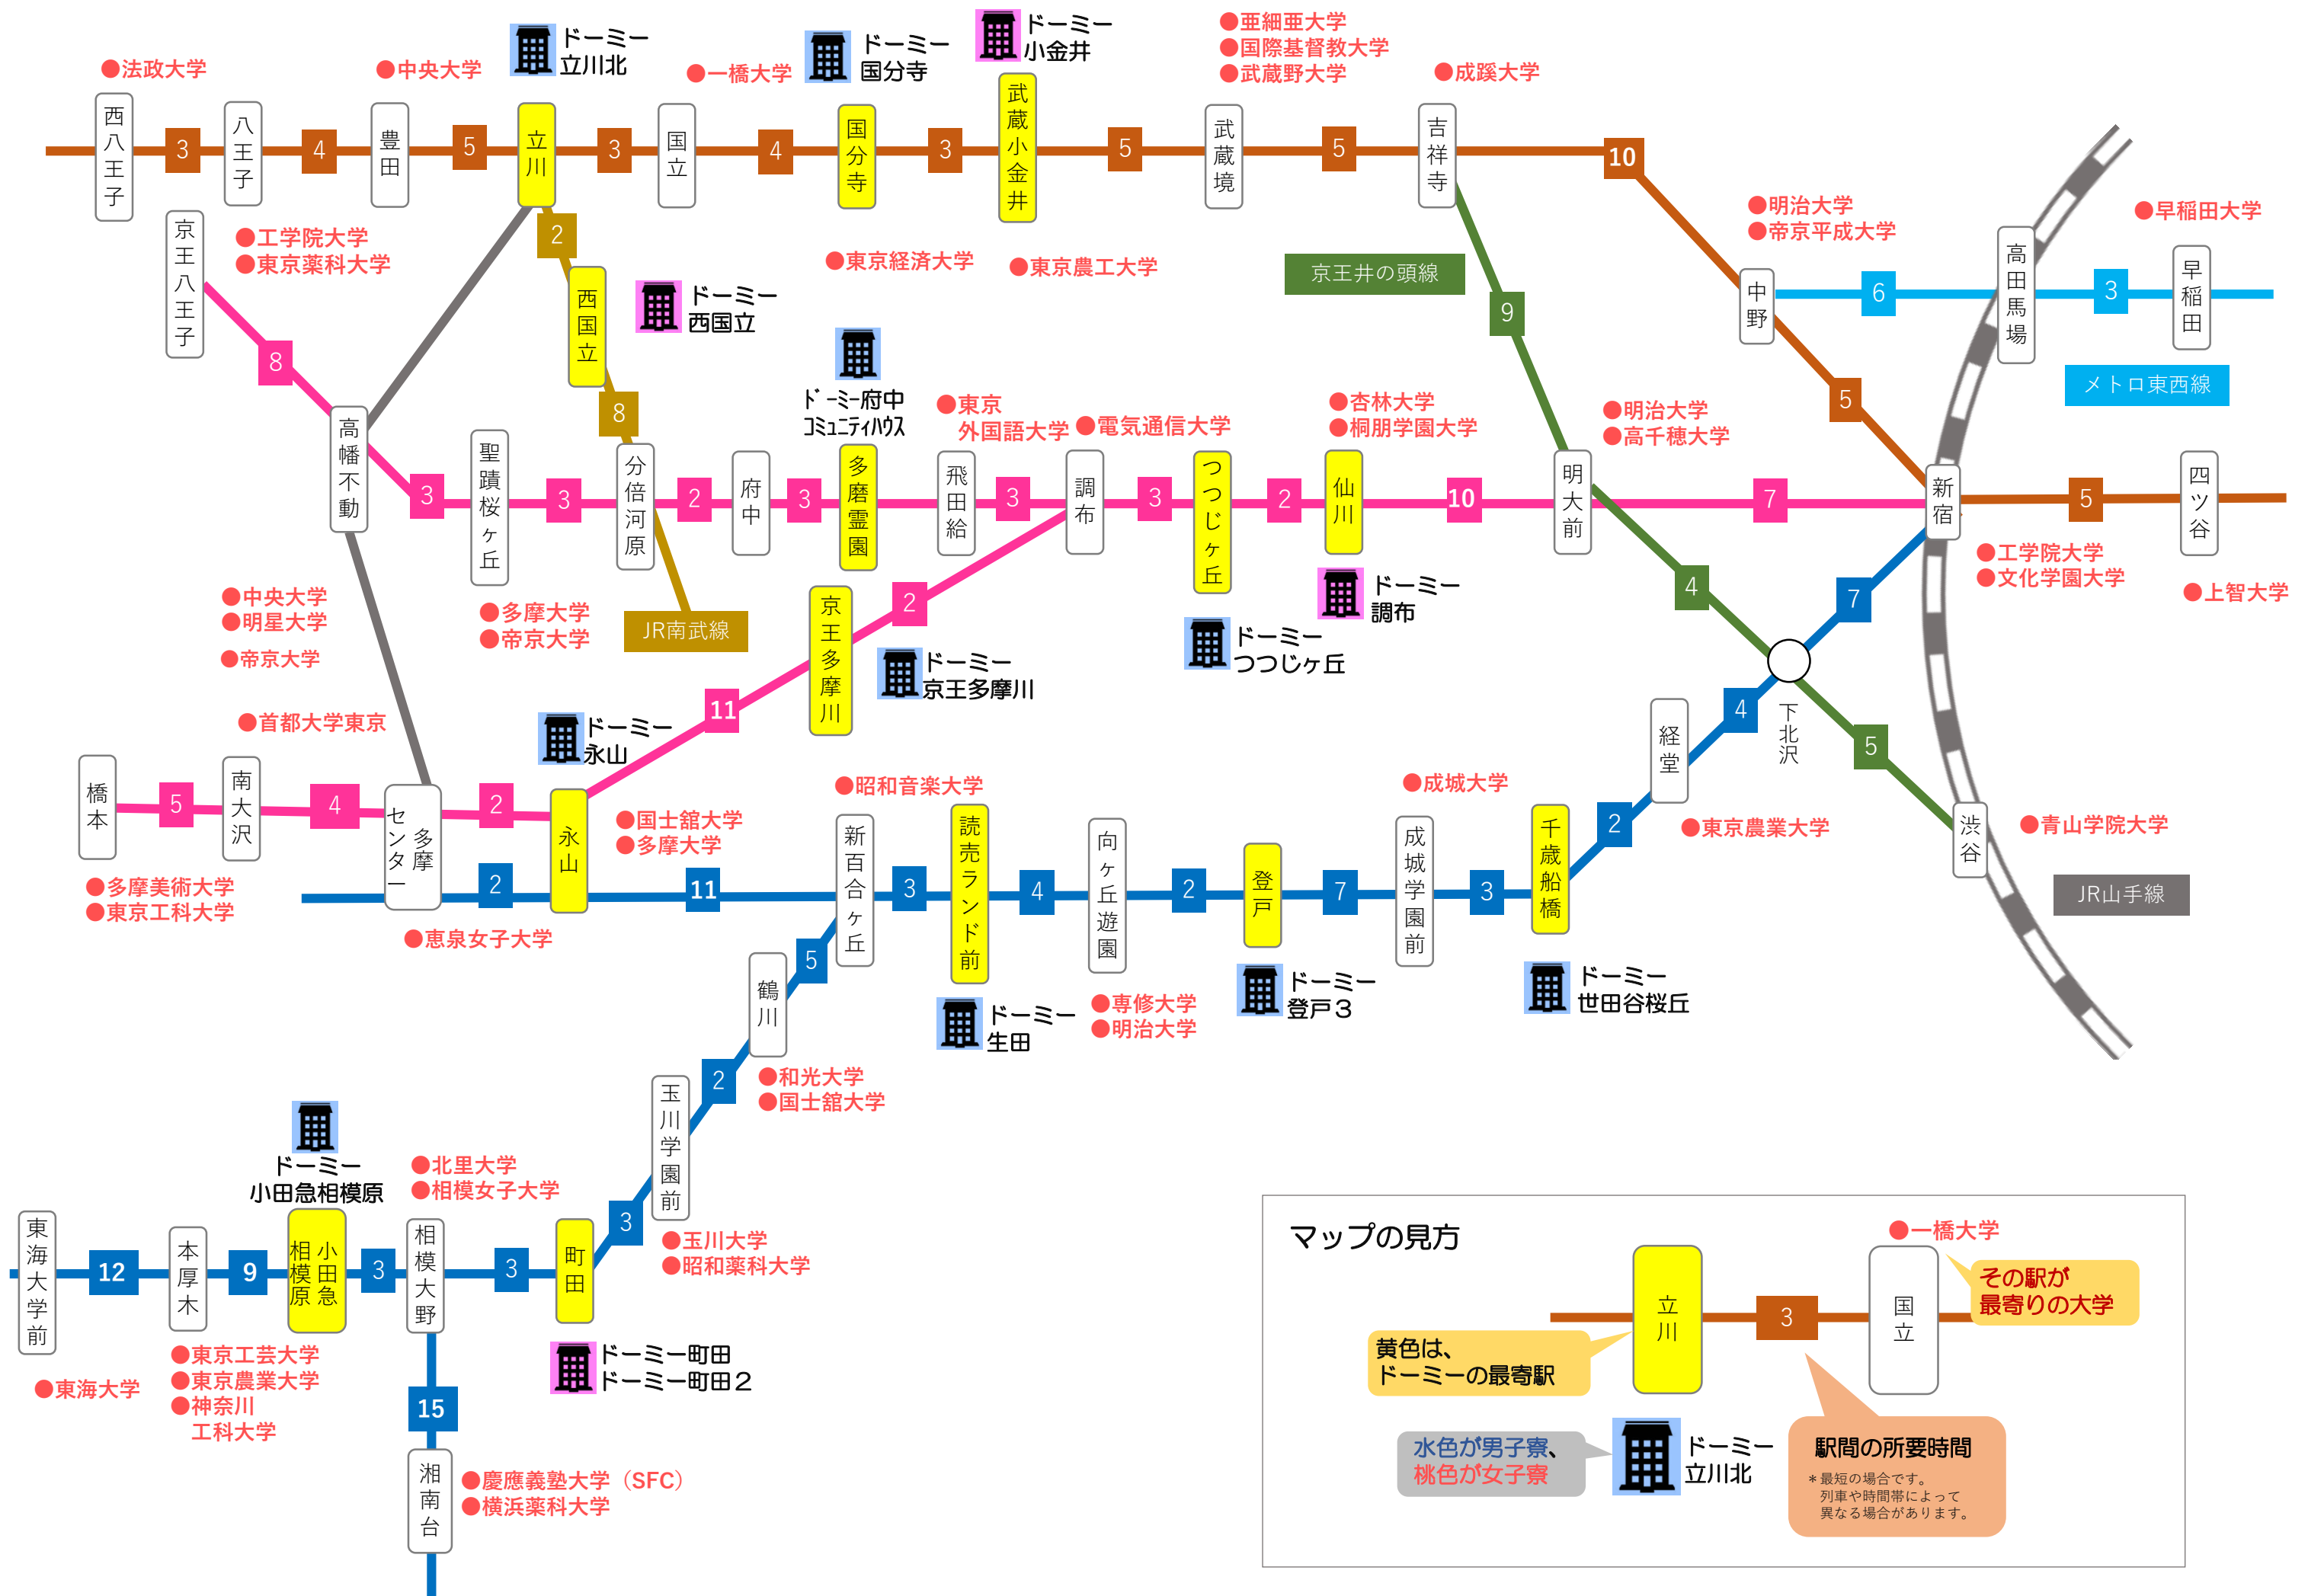 ●法政大学
●中央大学
ドーミー
立川北
●一橋大学
ドーミー
国分寺
ドーミー
小金井
●亜細亜大学
●国際基督教大学
●武蔵野大学
●成蹊大学
西八王子
3
八王子
4
豊田
5
立川
3
国立
4
国分寺
3
武蔵小金井
5
武蔵境
5
吉祥寺
10
京王八王子
●工学院大学
●東京薬科大学
2
西国立
ドーミー
西国立
●東京経済大学
●東京農工大学
京王井の頭線
●明治大学
●帝京平成大学
●早稲田大学
中野
6
高田馬場
3
早稲田
メトロ東西線
8
9
5
8
ドーミー府中
コミュニティハウス
●東京
外国語大学
●電気通信大学
●杏林大学
●桐朋学園大学
●明治大学
●高千穂大学
高幡不動
3
聖蹟桜ヶ丘
3
分倍河原
2
府中
3
多磨霊園
飛田給
3
調布
3
つつじヶ丘
2
仙川
10
明大前
7
新宿
5
四ツ谷
●中央大学
●明星大学
●帝京大学
●多摩大学
●帝京大学
JR南武線
京王多摩川
2
ドーミー
京王多摩川
ドーミー
つつじヶ丘
ドーミー
調布
4
7
●工学院大学
●文化学園大学
●上智大学
●首都大学東京
ドーミー
永山
11
下北沢
4
5
経堂
橋本
5
南大沢
4
多摩
センター
2
永山
●国士舘大学
●多摩大学
●昭和音楽大学
●成城大学
●東京農業大学
渋谷
●青山学院大学
JR山手線
●多摩美術大学
●東京工科大学
●恵泉女子大学
2
11
新百合ヶ丘
3
読売ランド前
4
向ヶ丘遊園
2
登戸
7
成城学園前
3
千歳船橋
2
5
鶴川
ドーミー
生田
●専修大学
●明治大学
ドーミー
登戸３
ドーミー
世田谷桜丘
2
●和光大学
●国士舘大学
玉川学園前
3
●玉川大学
●昭和薬科大学
ドーミー
小田急相模原
●北里大学
●相模女子大学
東海大学前
12
本厚木
9
小田急
相模原
3
相模大野
3
町田
●東海大学
●東京工芸大学
●東京農業大学
●神奈川
工科大学
ドーミー町田
ドーミー町田２
15
湘南台
●慶應義塾大学（SFC）
●横浜薬科大学
マップの見方
●一橋大学
その駅が
最寄りの大学
立川
3
国立
黄色は、
ドーミーの最寄駅
水色が男子寮、
桃色が女子寮
ドーミー
立川北
駅間の所要時間
＊最短の場合です。
列車や時間帯によって
異なる場合があります。